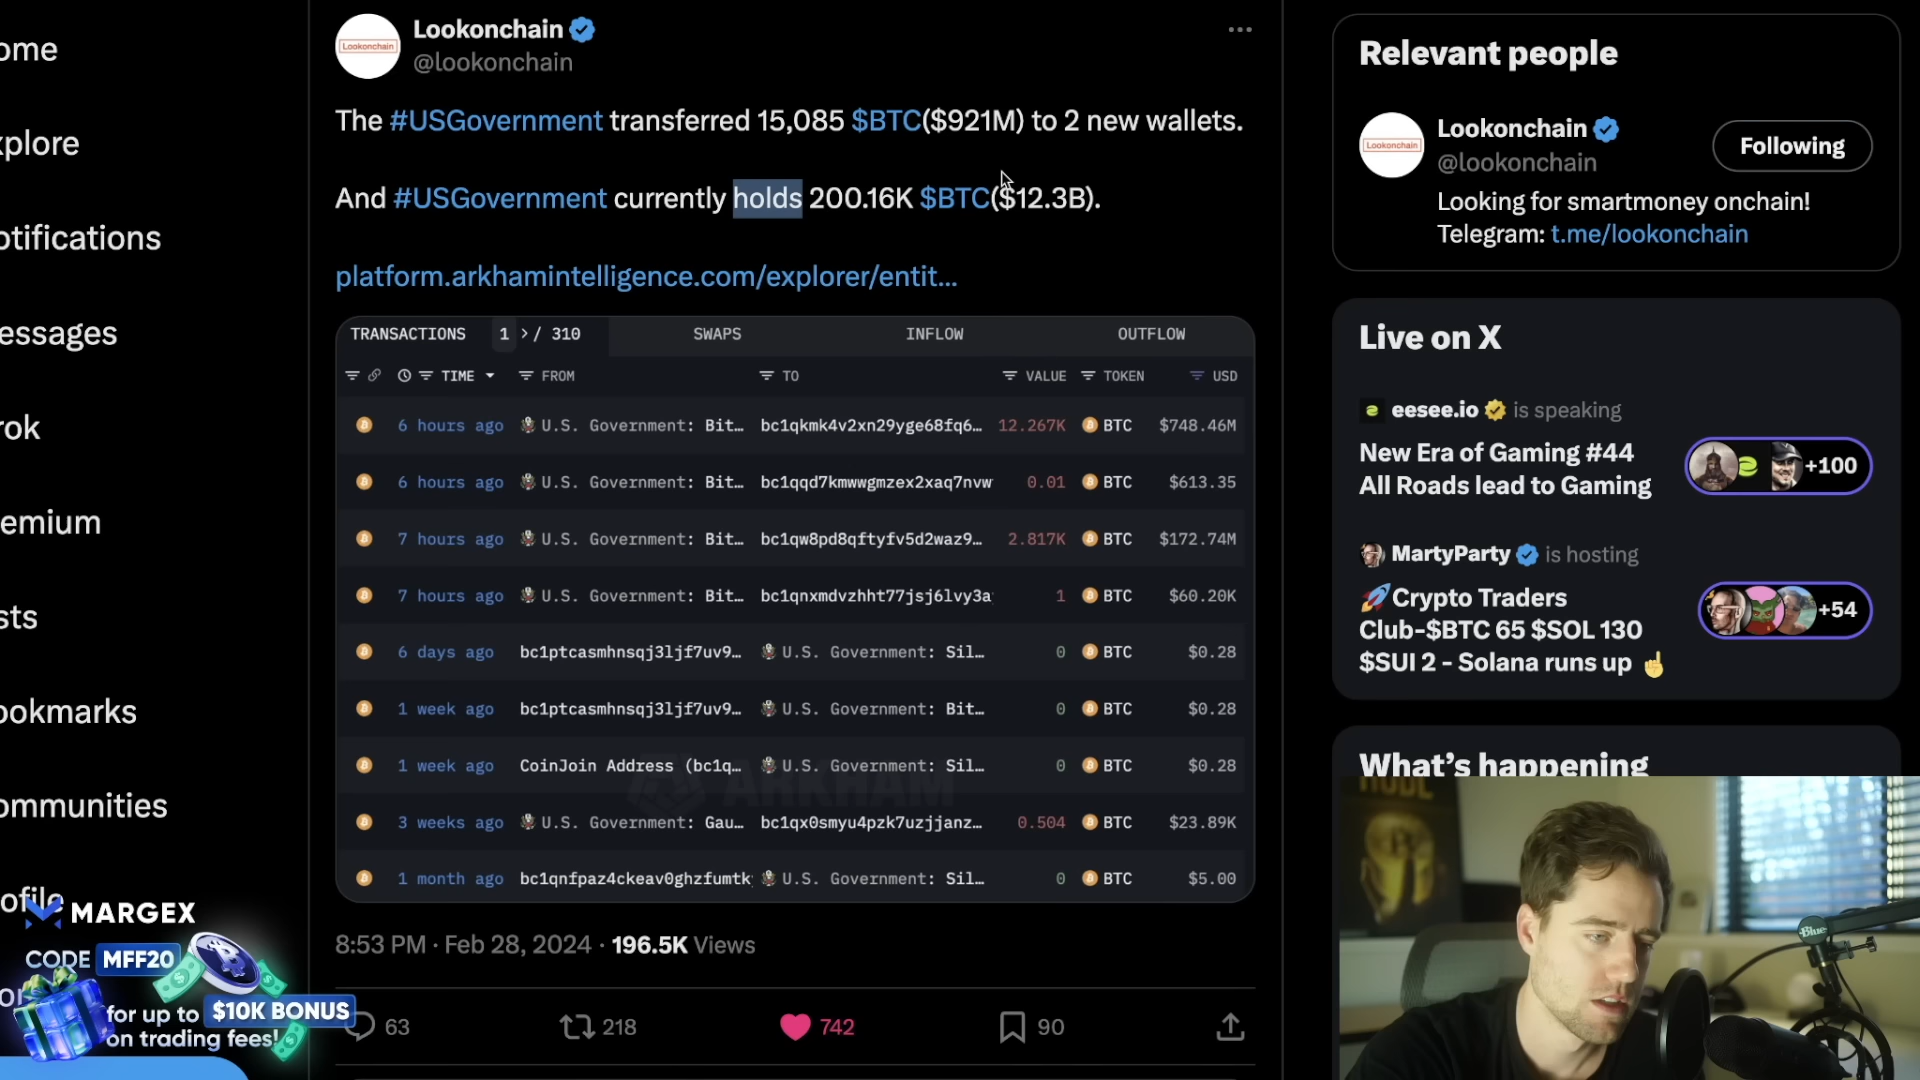 ome
xplore
otifications
essages
rok
remium
sts
ookmarks
ommunities
ofile
MARGEX
CODE MFF20
for up to $10K BONUS
on trading fees!
Lookonchain
Lookonchain
@lookonchain
The #USGovernment transferred 15,085 $BTC($921M) to 2 new wallets.
And #USGovernment currently holds 200.16K $BTC($12.3B).
platform.arkhamintelligence.com/explorer/entit...
TRANSACTIONS 1 > / 310 SWAPS INFLOW OUTFLOW
TIME FROM TO VALUE TOKEN USD
6 hours ago U.S. Government: Bit... bc1qkmk4v2xn29yge68fq6... 12.267K BTC $748.46M
6 hours ago U.S. Government: Bit... bc1qqd7kmwwgmzex2xaq7nvw 0.01 BTC $613.35
7 hours ago U.S. Government: Bit... bc1qw8pd8qftyfv5d2waz9... 2.817K BTC $172.74M
7 hours ago U.S. Government: Bit... bc1qnxmdvzhht77jsj6lvy3a 1 BTC $60.20K
6 days ago bc1ptcasmhnsqj3ljf7uv9... U.S. Government: Sil... 0 BTC $0.28
1 week ago bc1ptcasmhnsqj3ljf7uv9... U.S. Government: Bit... 0 BTC $0.28
1 week ago CoinJoin Address (bc1q... U.S. Government: Sil... 0 BTC $0.28
ARKHAM
3 weeks ago U.S. Government: Gau... bc1qx0smyu4pzk7uzjjanz... 0.504 BTC $23.89K
1 month ago bc1qnfpaz4ckeav0ghzfumtk U.S. Government: Sil... 0 BTC $5.00
8:53 PM · Feb 28, 2024 · 196.5K Views
63 218 742 90
Relevant people
Lookonchain
Lookonchain
@lookonchain
Following
Looking for smartmoney onchain!
Telegram: t.me/lookonchain
Live on X
eesee.io is speaking
New Era of Gaming #44
All Roads lead to Gaming
+100
MartyParty is hosting
🚀Crypto Traders
Club-$BTC 65 $SOL 130
$SUI 2 - Solana runs up ☝
+54
What's happening
HODL
Blue